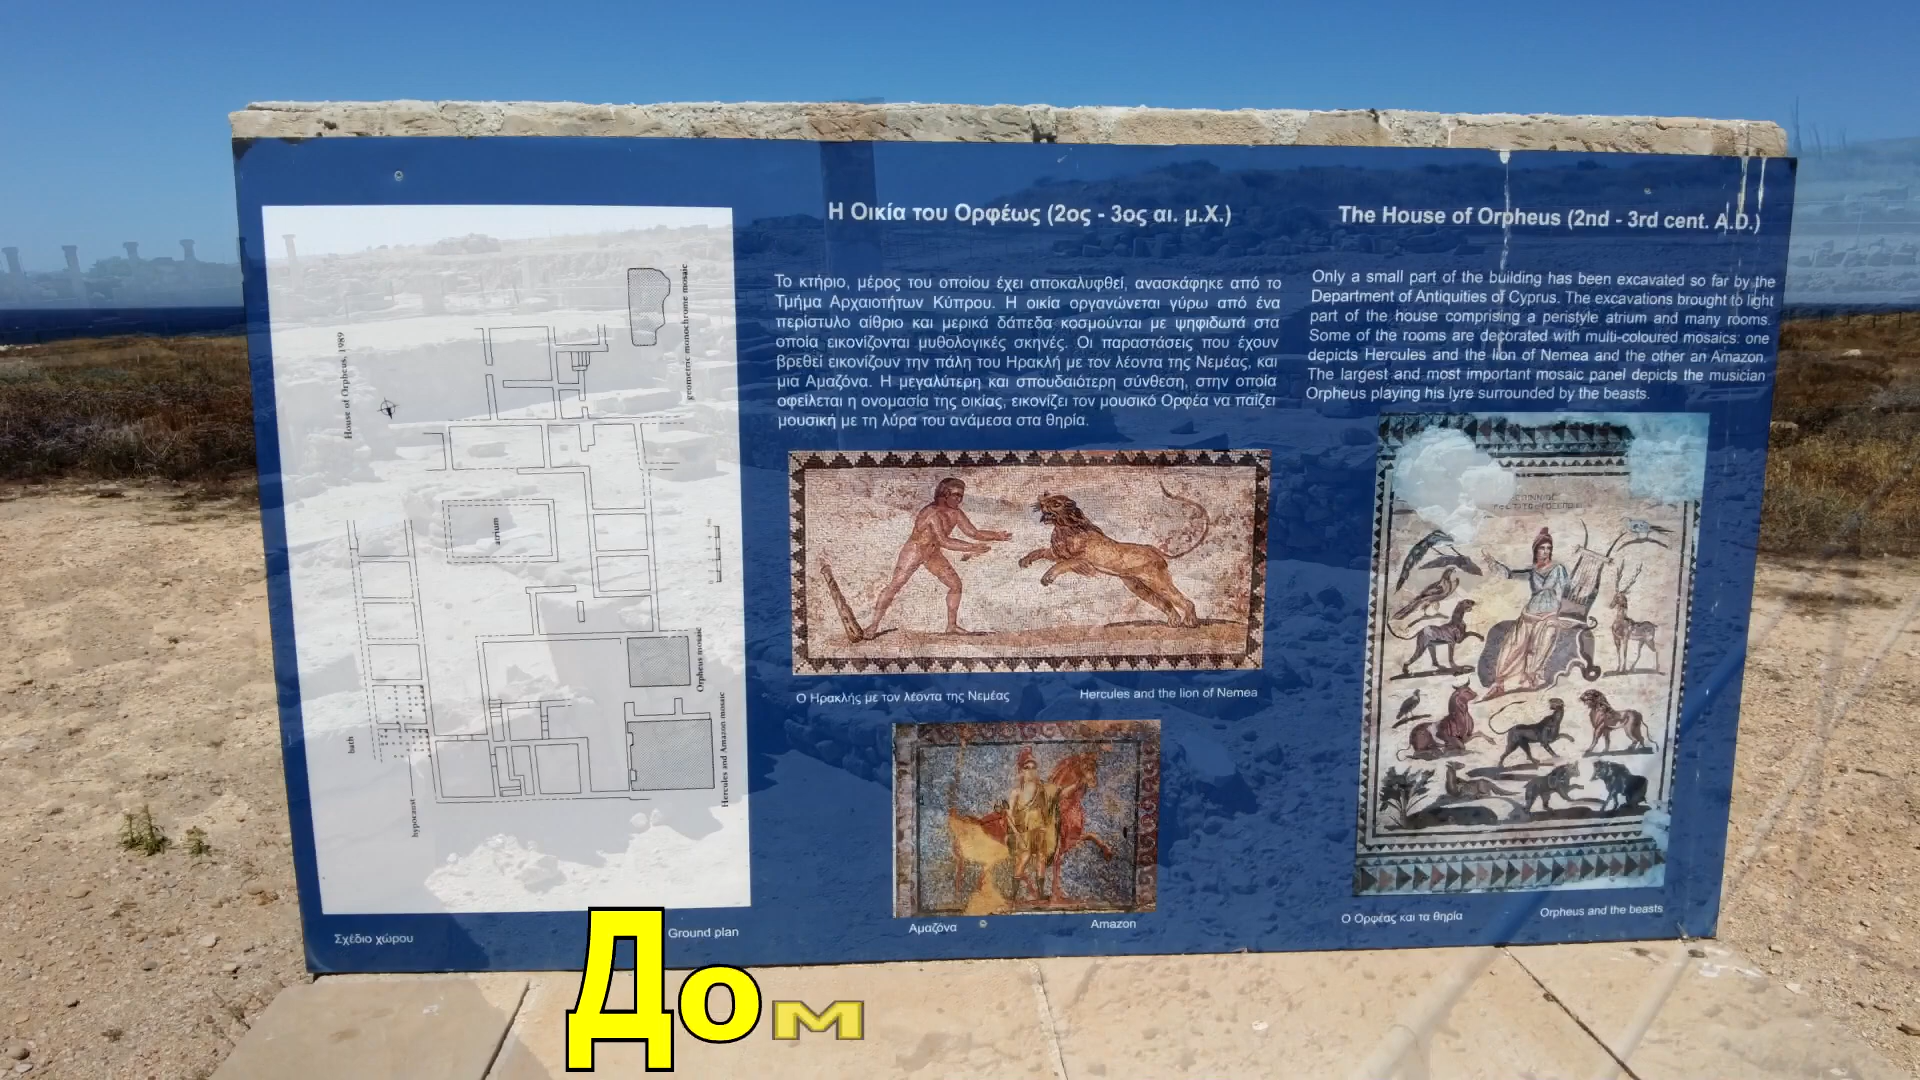 Η Οικία του Ορφέως (2ος - 3ος αι. μ.Χ.)
Το κτήριο, μέρος του οποίου έχει αποκαλυφθεί, ανασκάφηκε από το
Τμήμα Αρχαιοτήτων Κύπρου. Η οικία οργανώνεται γύρω από ένα
περίστυλο αίθριο και μερικά δάπεδα κοσμούνται με ψηφιδωτά στα
οποία εικονίζονται μυθολογικές σκηνές. Οι παραστάσεις που έχουν
βρεθεί εικονίζουν την πάλη του Ηρακλή με τον λέοντα της Νεμέας, και
μια Αμαζόνα. Η μεγαλύτερη και σπουδαιότερη σύνθεση, στην οποία
οφείλεται η ονομασία της οικίας, εικονίζει τον μουσικό Ορφέα να παίζει
μουσική με τη λύρα του ανάμεσα στα θηρία.
The House of Orpheus (2nd - 3rd cent. A.D.)
Only a small part of the building has been excavated so far by the
Department of Antiquities of Cyprus. The excavations brought to light
part of the house comprising a peristyle atrium and many rooms.
Some of the rooms are decorated with multi-coloured mosaics: one
depicts Hercules and the lion of Nemea and the other an Amazon.
The largest and most important mosaic panel depicts the musician
Orpheus playing his lyre surrounded by the beasts.
House of Orpheus, 1989
geometric monochrome mosaic
atrium
Orpheus mosaic
Hercules and Amazon mosaic
bath
hypocaust
Σχέδιο χώρου
Ground plan
Ο Ηρακλής με τον λέοντα της Νεμέας
Hercules and the lion of Nemea
Αμαζόνα
Amazon
Ο Ορφέας και τα θηρία
Orpheus and the beasts
Дом